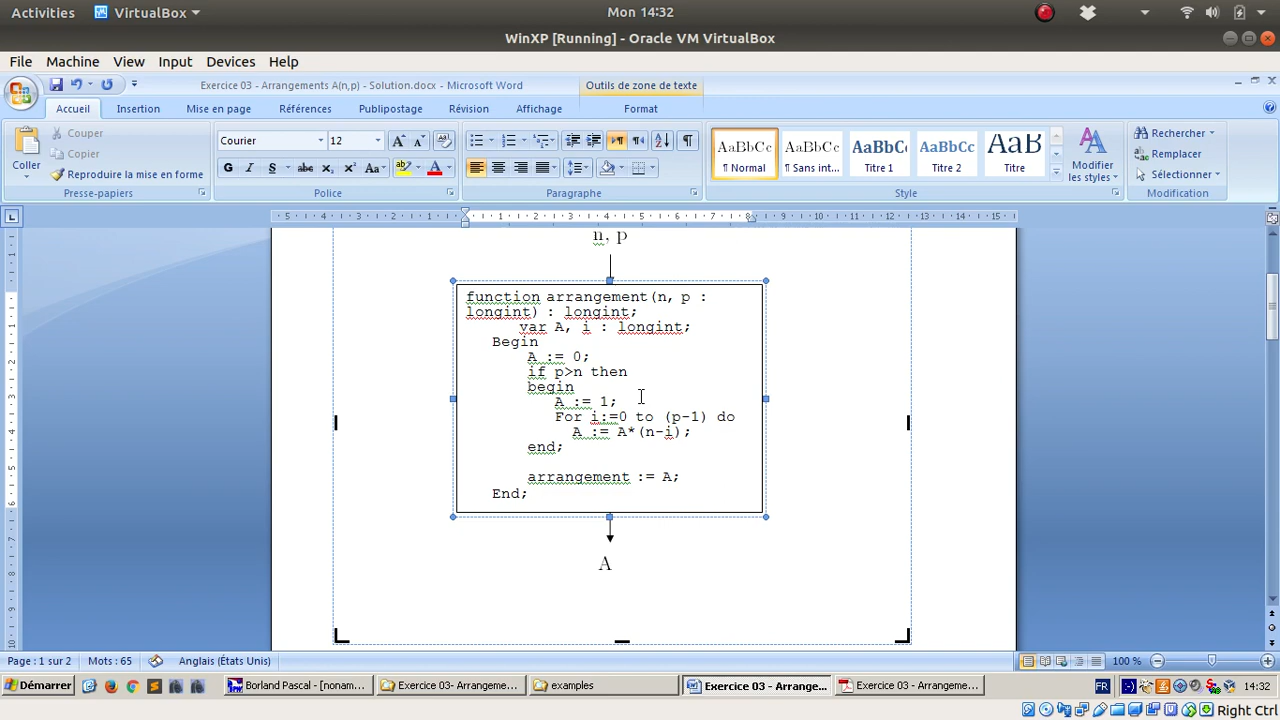 Activities VirtualBox Mon 14:32
WinXP [Running] - Oracle VM VirtualBox
File Machine View Input Devices Help
Exercice 03 - Arrangements A(n,p) - Solution.docx - Microsoft Word Outils de zone de texte
Accueil Insertion Mise en page Références Publipostage Révision Affichage Format
Coller
Couper
Copier
Reproduire la mise en forme
Presse-papiers
Courier 12
G I S abc x₂ x² Aa
Police
Paragraphe
AaBbCc AaBbCc AaBbC AaBbCc AaB
¶ Normal ¶ Sans int... Titre 1 Titre 2 Titre
Modifier les styles
Style
Rechercher
Remplacer
Sélectionner
Modification
n, p
function arrangement(n, p :
longint) : longint;
var A, i : longint;
Begin
A := 0;
if p>n then
begin
A := 1;
For i:=0 to (p-1) do
A := A*(n-i);
end;
arrangement := A;
End;
A
Page : 1 sur 2 Mots : 65 Anglais (États Unis) 100 %
Démarrer Borland Pascal - [nonam... Exercice 03- Arrangeme... examples Exercice 03 - Arrange... Exercice 03 - Arrangeme... FR 14:32
Right Ctrl